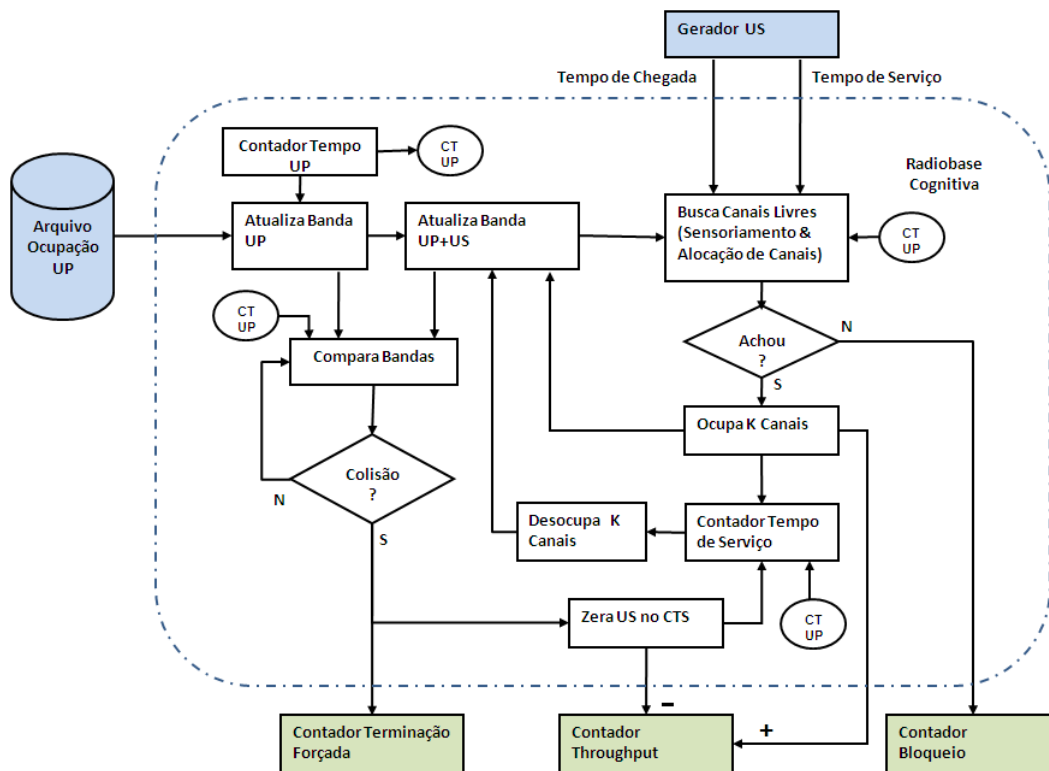 Gerador US
Tempo de Chegada
Tempo de Serviço
Contador Tempo
UP
CT
UP
Radiobase
Cognitiva
Arquivo
Ocupação
UP
Atualiza Banda
UP
Atualiza Banda
UP+US
Busca Canais Livres
(Sensoriamento &
Alocação de Canais)
CT
UP
CT
UP
Compara Bandas
Achou
?
N
S
Ocupa K Canais
Colisão
?
N
S
Desocupa K
Canais
Contador Tempo
de Serviço
Zera US no CTS
CT
UP
–
+
Contador Terminação
Forçada
Contador
Throughput
Contador
Bloqueio